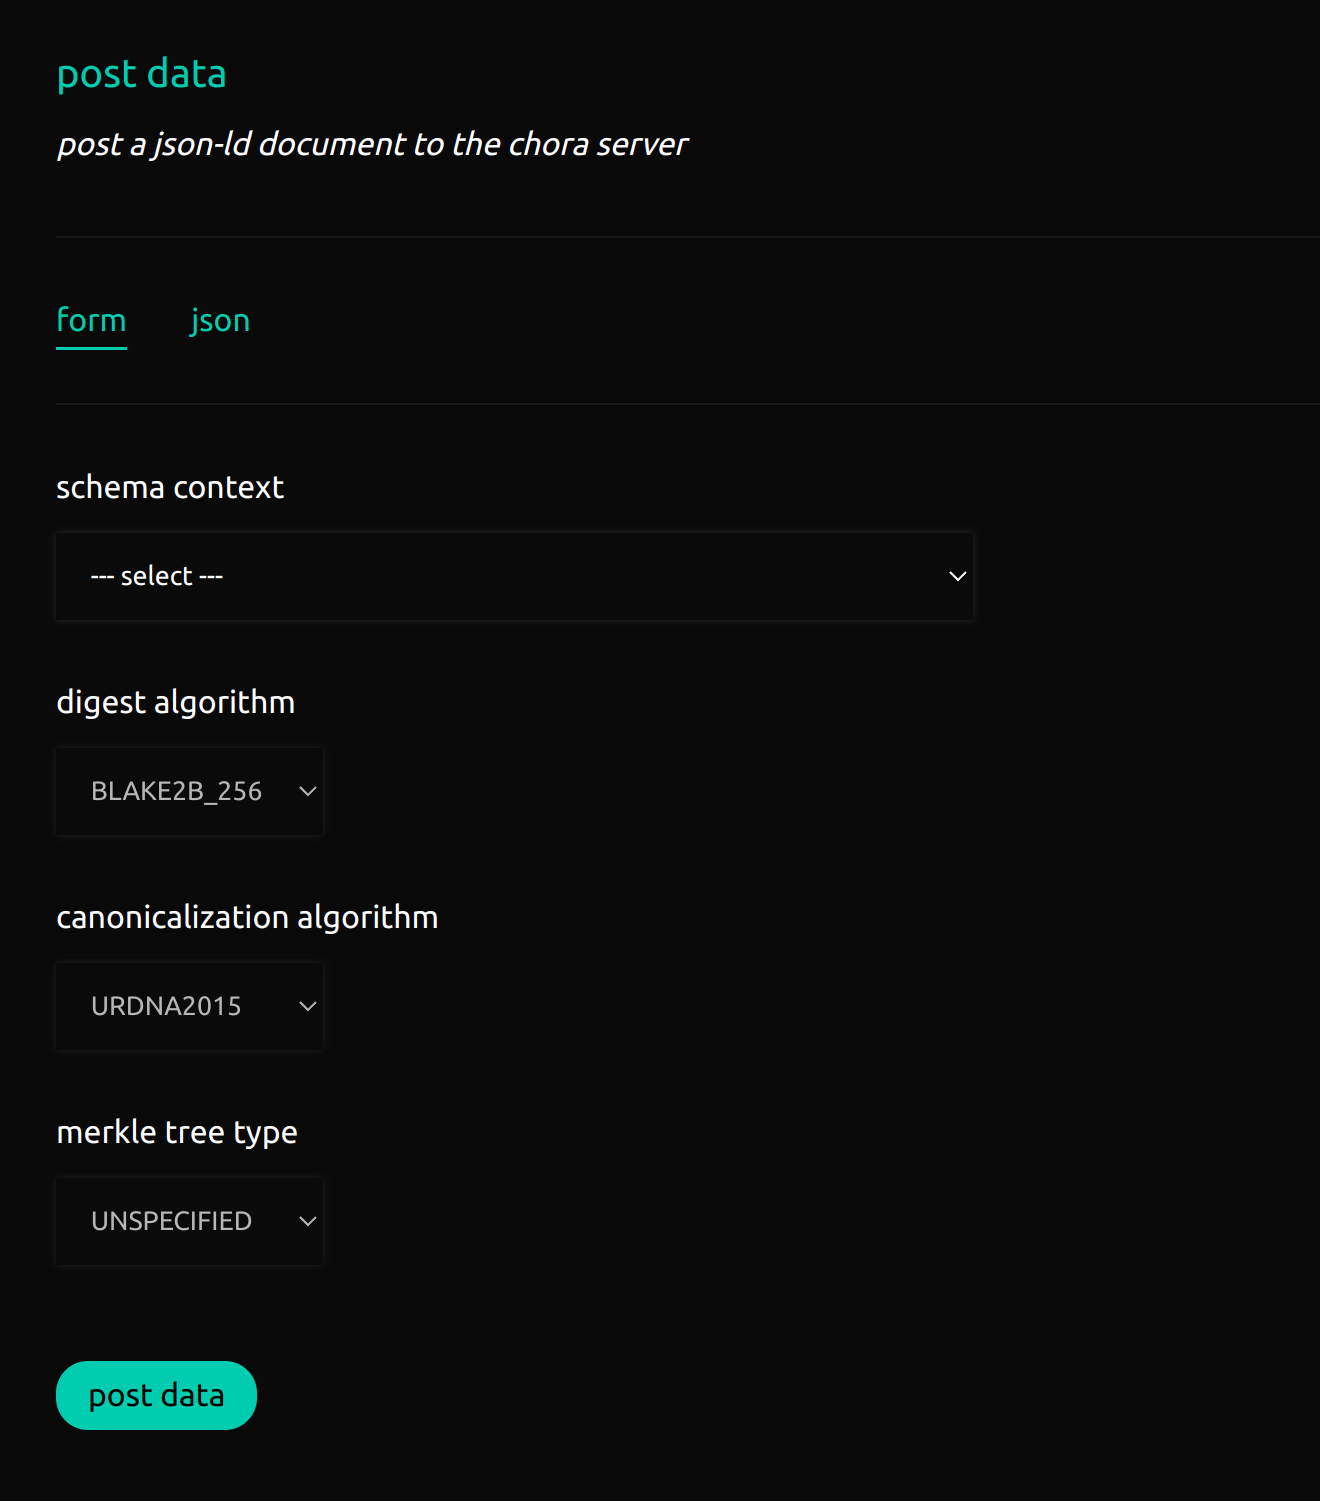 post data
post a json-ld document to the chora server
form json
schema context
--- select ---
digest algorithm
BLAKE2B_256
canonicalization algorithm
URDNA2015
merkle tree type
UNSPECIFIED
post data